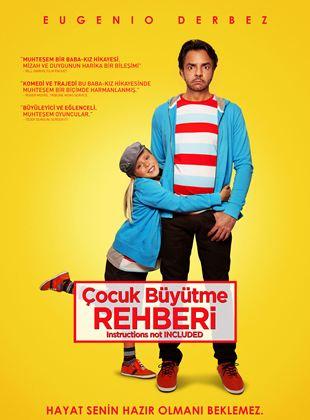 EUGENIO DERBEZ
"MUHTEŞEM BİR BABA-KIZ HİKAYESİ,
MİZAH VE DUYGUNUN HARİKA BİR BİLEŞİMİ"
"KOMEDİ VE TRAJEDİ BU BABA-KIZ HİKAYESİNDE
MUHTEŞEM BİR BİÇİMDE HARMANLANMIŞ."
"BÜYÜLEYİCİ VE EĞLENCELİ.
MUHTEŞEM OYUNCULAR."
Çocuk Büyütme
REHBERİ
Instructions not INCLUDED
HAYAT SENİN HAZIR OLMANI BEKLEMEZ.